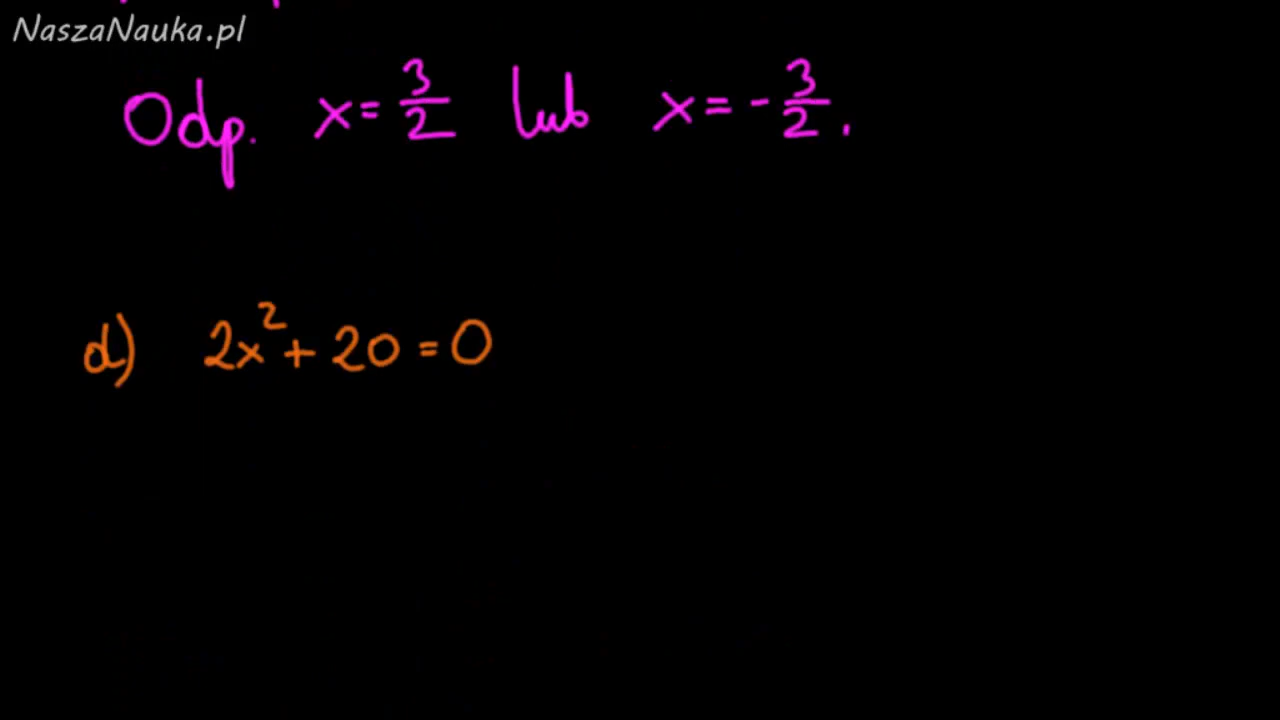 NaszaNauka.pl
Odp. x = 3/2 lub x = -3/2.
d) 2x² + 20 = 0